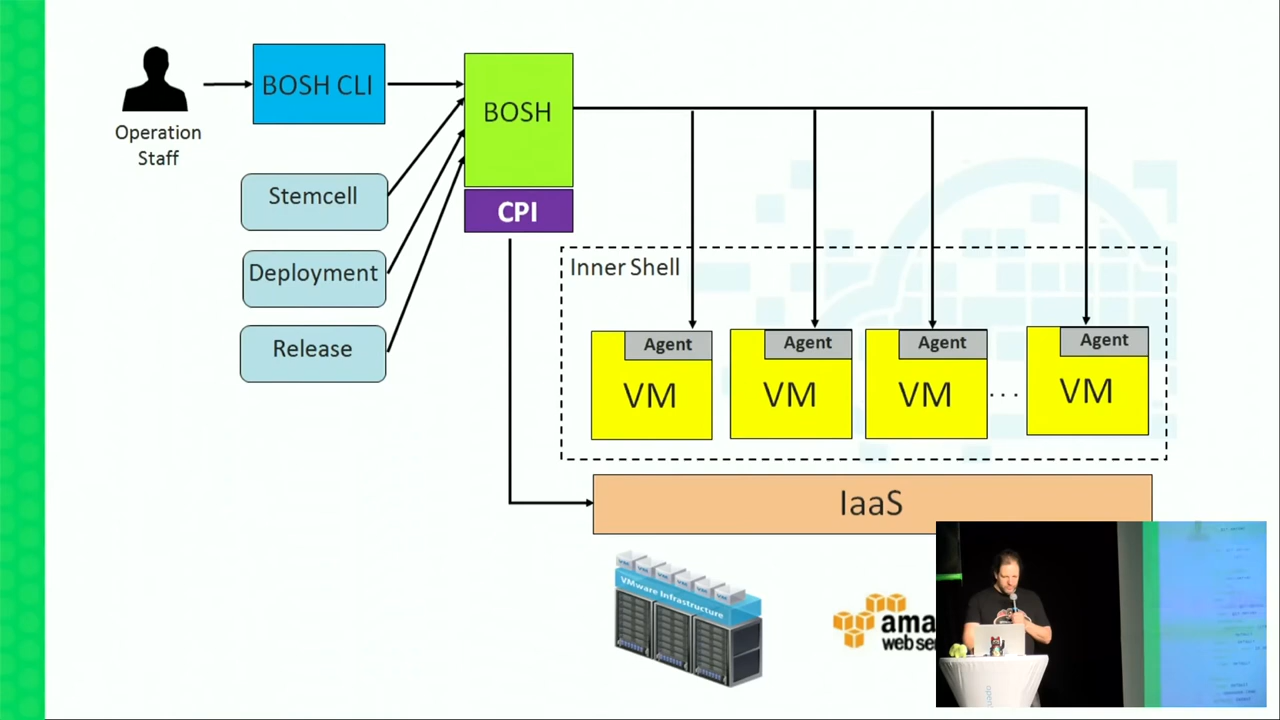 Operation
Staff
BOSH CLI
BOSH
CPI
Stemcell
Deployment
Release
Inner Shell
Agent
VM
Agent
VM
Agent
VM
...
Agent
VM
IaaS
VMware Infrastructure